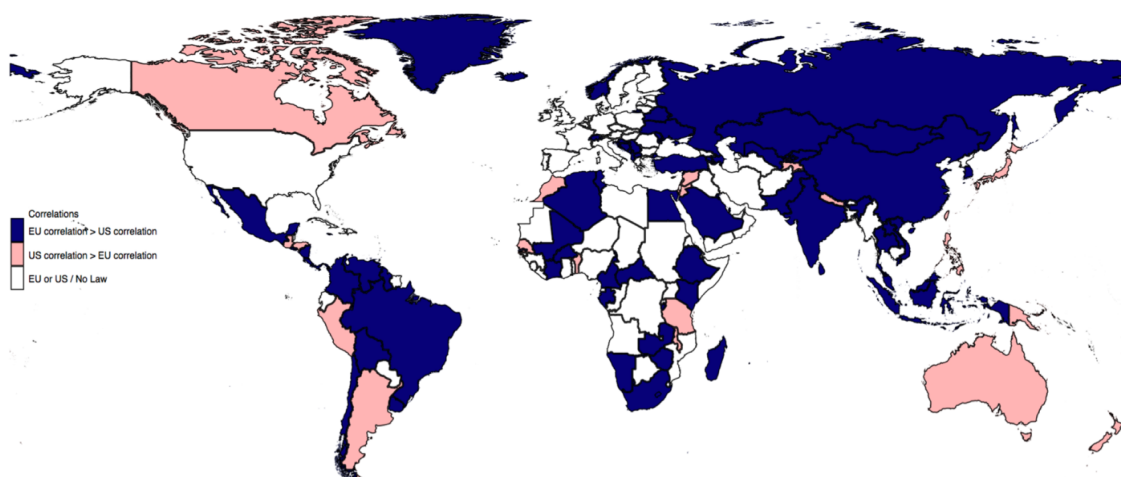 Correlations
EU correlation > US correlation
US correlation > EU correlation
EU or US / No Law